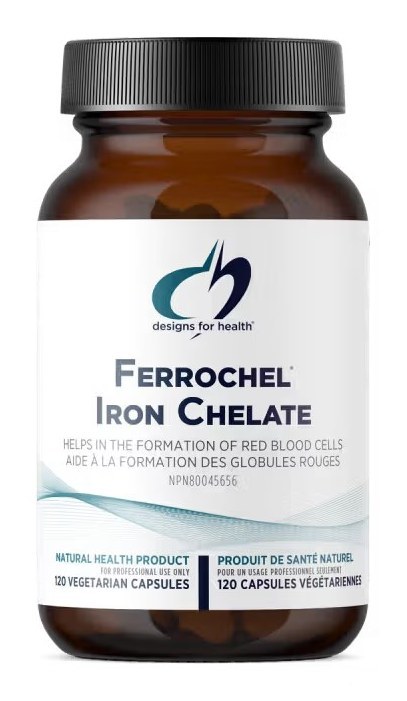 designs for health®
FERROCHEL®
IRON CHELATE
HELPS IN THE FORMATION OF RED BLOOD CELLS
AIDE À LA FORMATION DES GLOBULES ROUGES
NPN80045656
NATURAL HEALTH PRODUCT
FOR PROFESSIONAL USE ONLY
120 VEGETARIAN CAPSULES
PRODUIT DE SANTÉ NATUREL
POUR UN USAGE PROFESSIONNEL SEULEMENT
120 CAPSULES VÉGÉTARIENNES